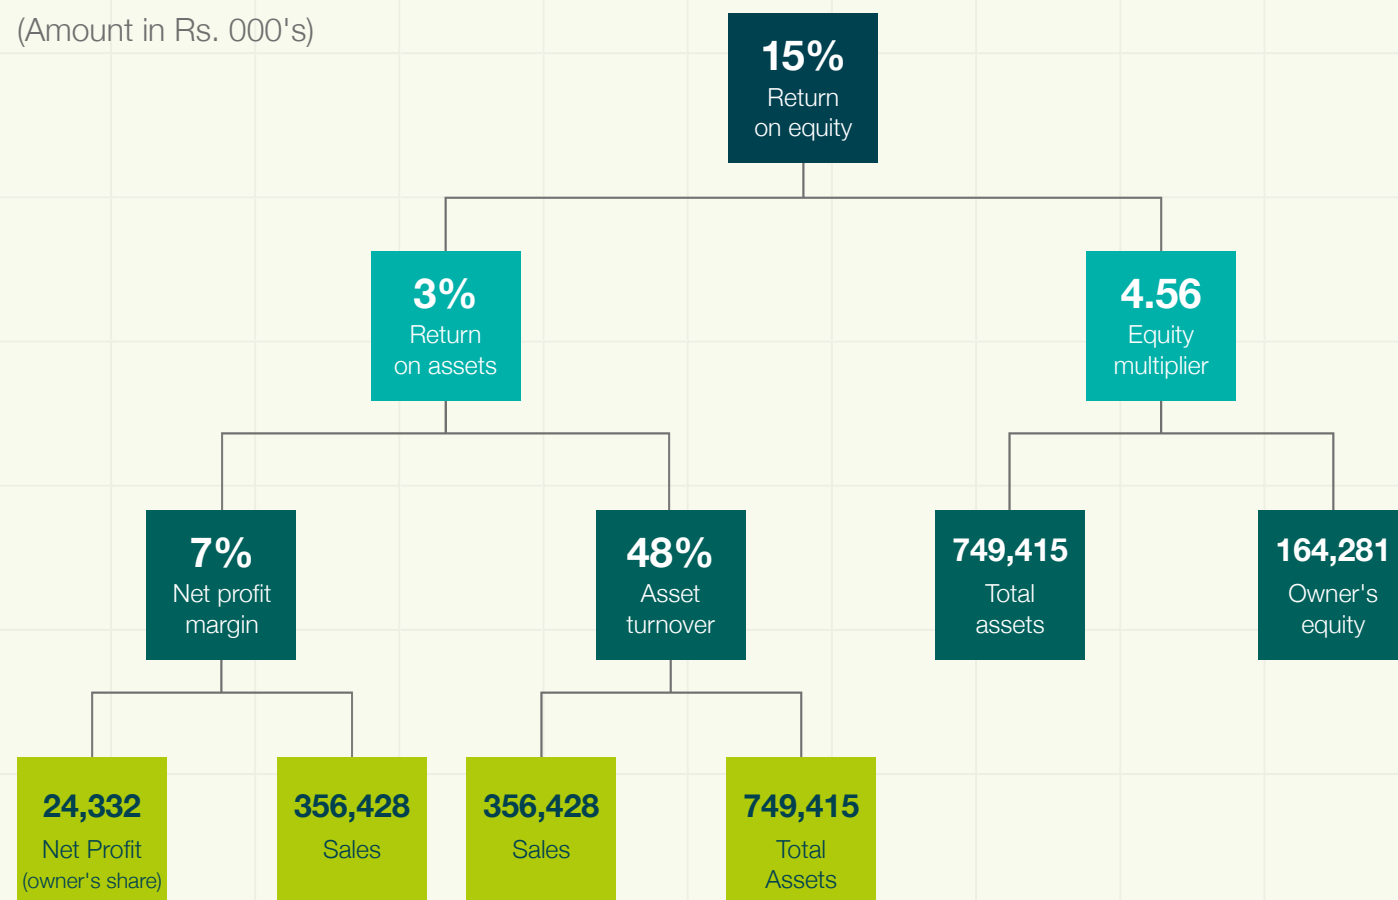 (Amount in Rs. 000's)
15%
Return
on equity
3%
Return
on assets
4.56
Equity
multiplier
7%
Net profit
margin
48%
Asset
turnover
749,415
Total
assets
164,281
Owner's
equity
24,332
Net Profit
(owner's share)
356,428
Sales
356,428
Sales
749,415
Total
Assets